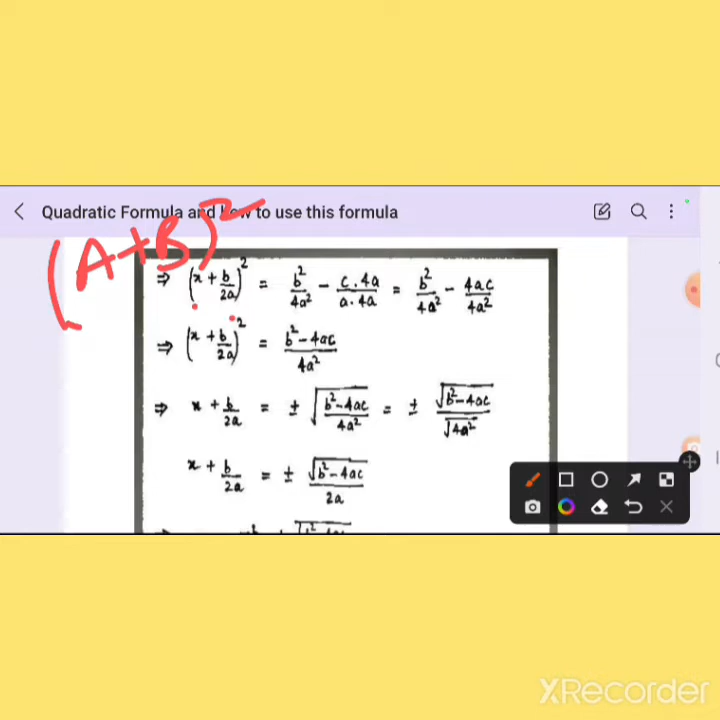 Quadratic Formula and how to use this formula
(A+B)²
⇒ (x + b/2a)² = b²/4a² - c.4a/a.4a = b²/4a² - 4ac/4a²
⇒ (x + b/2a)² = b²-4ac/4a²
⇒ x + b/2a = ± √(b²-4ac/4a²) = ± √(b²-4ac)/√(4a²)
x + b/2a = ± √(b²-4ac)/2a
XRecorder